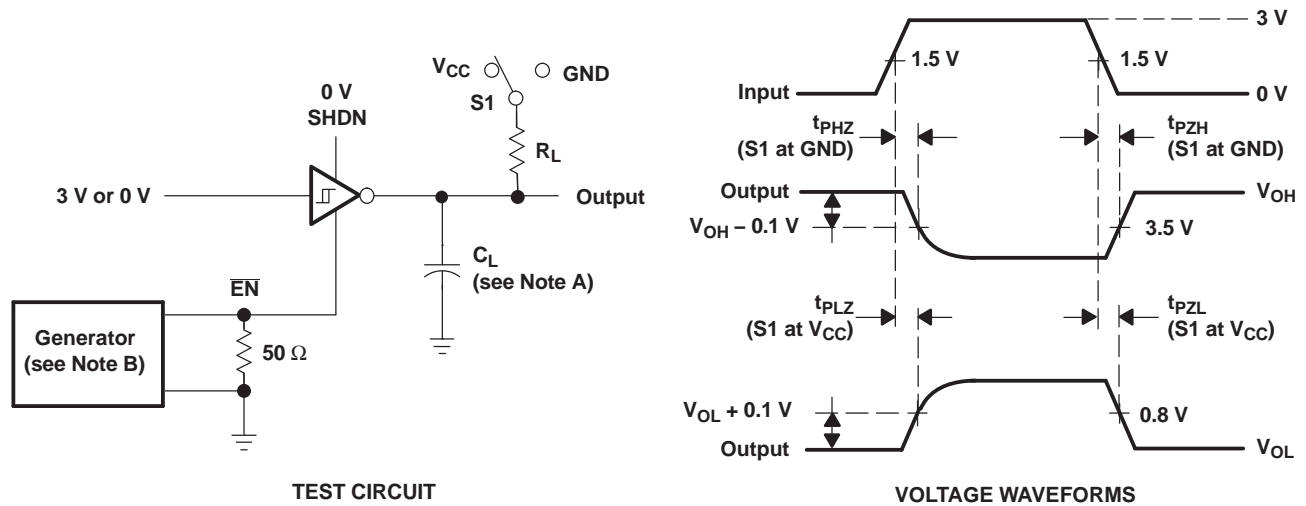 V_CC
GND
S1
0 V
SHDN
R_L
3 V or 0 V
Output
C_L
(see Note A)
EN
Generator
(see Note B)
50 Ω
TEST CIRCUIT
3 V
1.5 V
1.5 V
Input
0 V
t_PHZ
(S1 at GND)
t_PZH
(S1 at GND)
Output
V_OH
V_OH – 0.1 V
3.5 V
t_PLZ
(S1 at V_CC)
t_PZL
(S1 at V_CC)
V_OL + 0.1 V
0.8 V
Output
V_OL
VOLTAGE WAVEFORMS